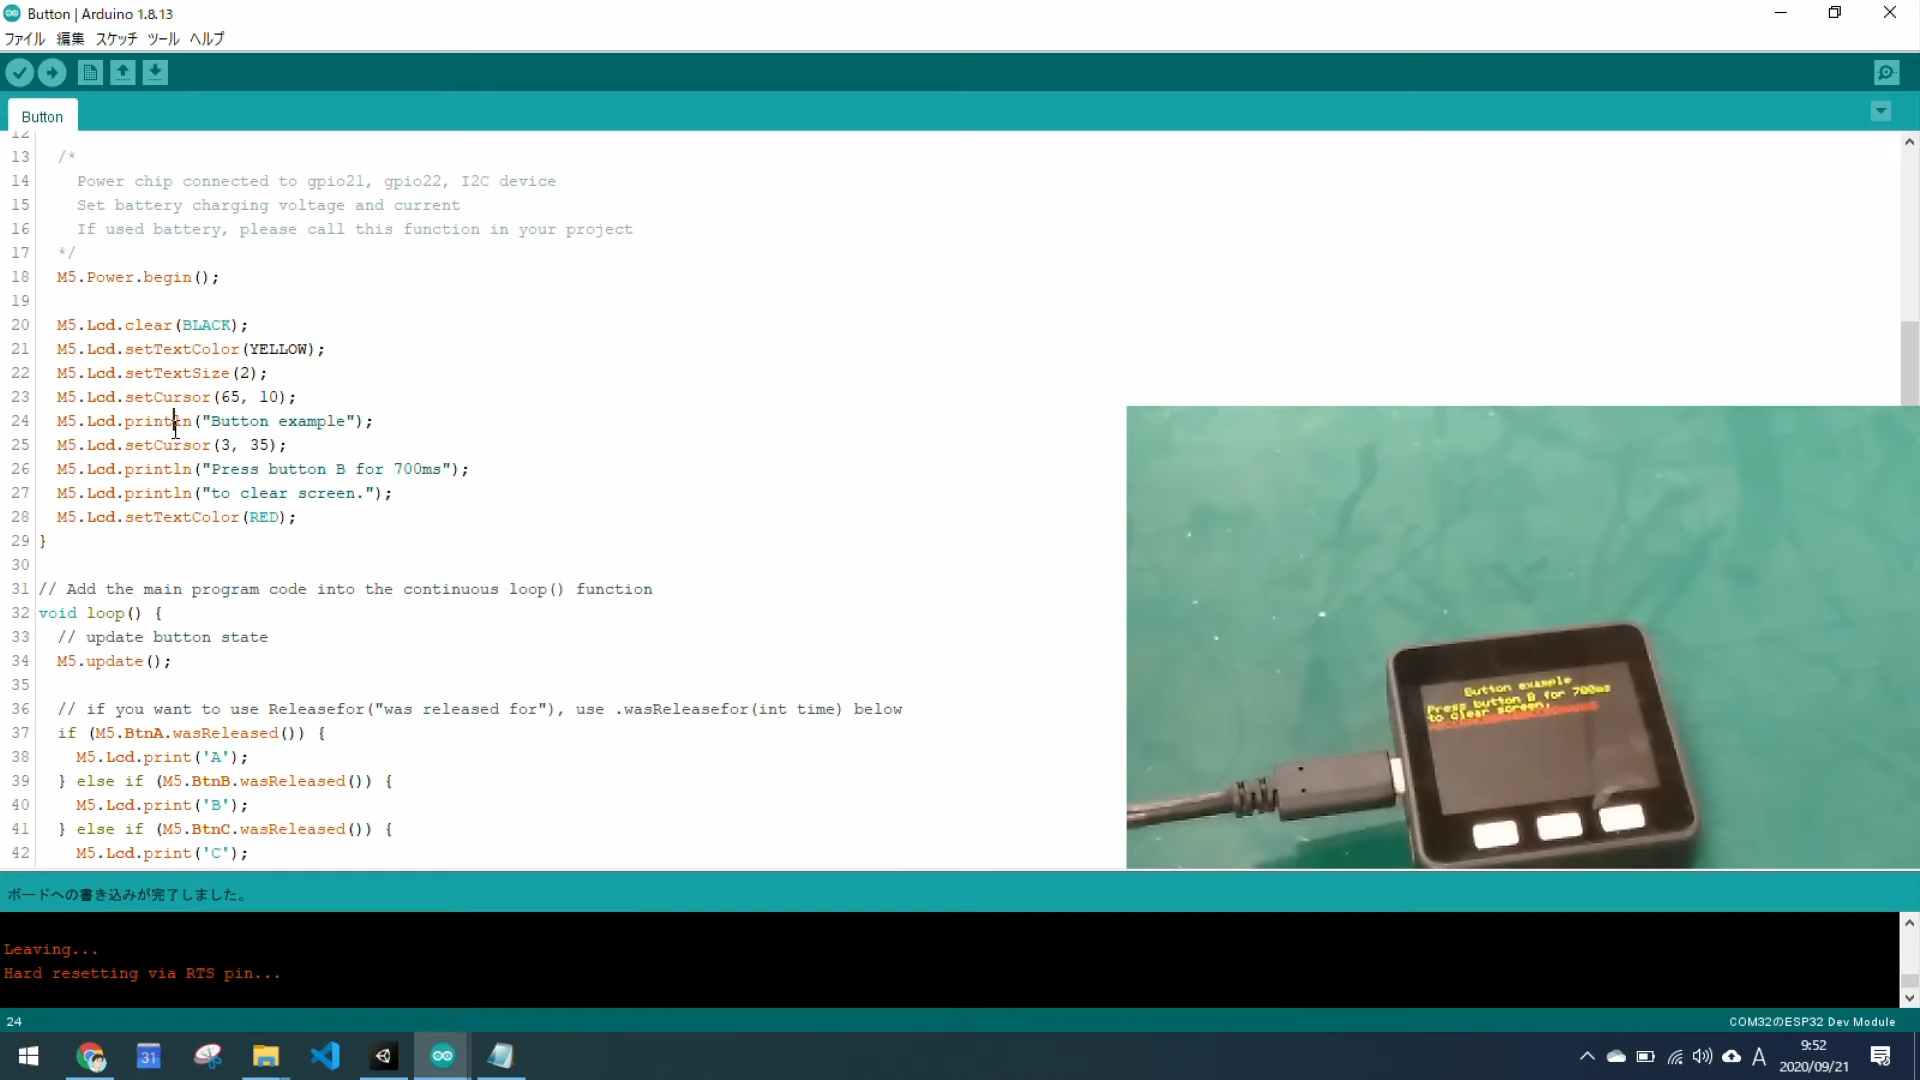 Button | Arduino 1.8.13
ファイル 編集 スケッチ ツール ヘルプ
Button
12
13 /*
14 Power chip connected to gpio21, gpio22, I2C device
15 Set battery charging voltage and current
16 If used battery, please call this function in your project
17 */
18 M5.Power.begin();
19
20 M5.Lcd.clear(BLACK);
21 M5.Lcd.setTextColor(YELLOW);
22 M5.Lcd.setTextSize(2);
23 M5.Lcd.setCursor(65, 10);
24 M5.Lcd.println("Button example");
25 M5.Lcd.setCursor(3, 35);
26 M5.Lcd.println("Press button B for 700ms");
27 M5.Lcd.println("to clear screen.");
28 M5.Lcd.setTextColor(RED);
29 }
30
31 // Add the main program code into the continuous loop() function
32 void loop() {
33 // update button state
34 M5.update();
35
36 // if you want to use Releasefor("was released for"), use .wasReleasefor(int time) below
37 if (M5.BtnA.wasReleased()) {
38 M5.Lcd.print('A');
39 } else if (M5.BtnB.wasReleased()) {
40 M5.Lcd.print('B');
41 } else if (M5.BtnC.wasReleased()) {
42 M5.Lcd.print('C');
Button example
Press button B for 700ms
to clear screen.
ボードへの書き込みが完了しました。
Leaving...
Hard resetting via RTS pin...
24
COM32のESP32 Dev Module
31
A
9:52
2020/09/21